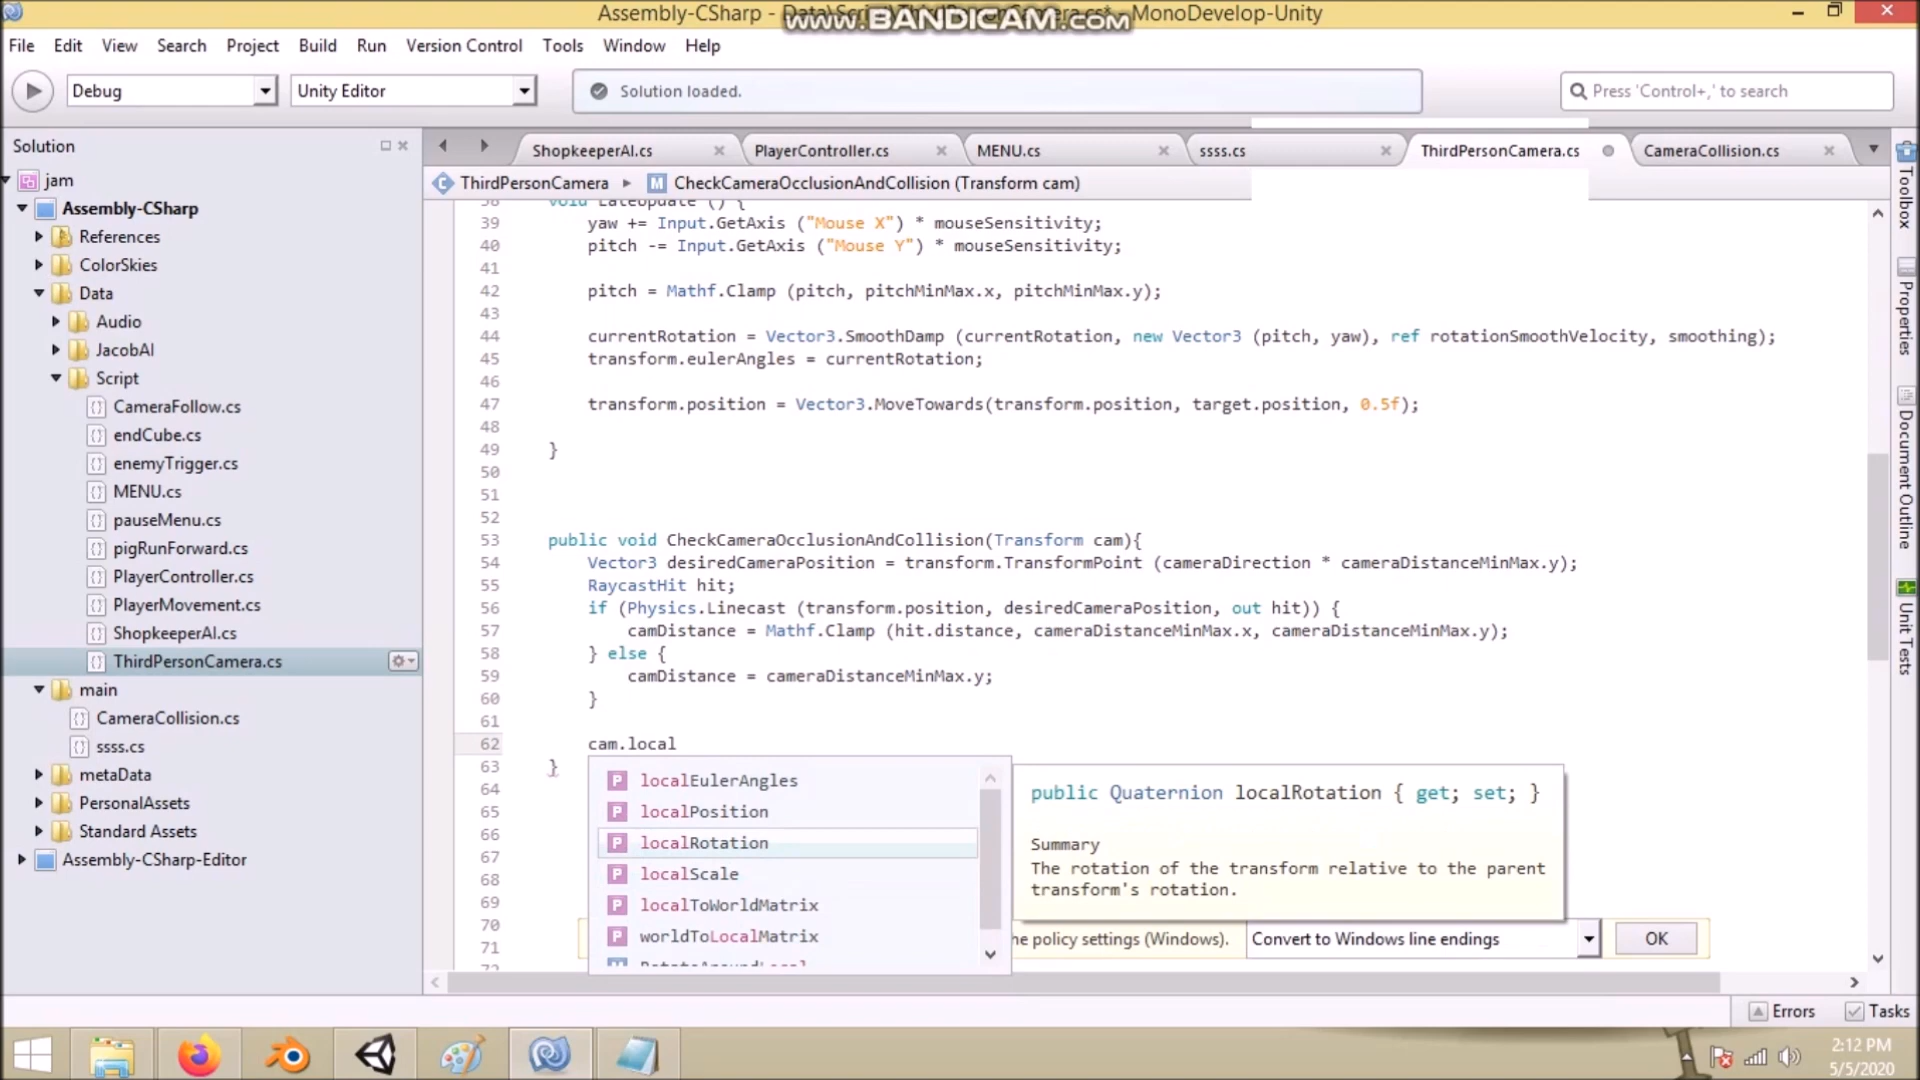 Assembly-CSharp - Data\Script\ThirdPersonCamera.cs* - MonoDevelop-Unity
www.BANDICAM.com
File Edit View Search Project Build Run Version Control Tools Window Help
Debug
Unity Editor
Solution loaded.
Press 'Control+,' to search
Solution
ShopkeeperAI.cs
PlayerController.cs
MENU.cs
ssss.cs
ThirdPersonCamera.cs
CameraCollision.cs
ThirdPersonCamera
CheckCameraOcclusionAndCollision (Transform cam)
jam
Assembly-CSharp
References
ColorSkies
Data
Audio
JacobAI
Script
CameraFollow.cs
endCube.cs
enemyTrigger.cs
MENU.cs
pauseMenu.cs
pigRunForward.cs
PlayerController.cs
PlayerMovement.cs
ShopkeeperAI.cs
ThirdPersonCamera.cs
main
CameraCollision.cs
ssss.cs
metaData
PersonalAssets
Standard Assets
Assembly-CSharp-Editor
38 void LateUpdate () {
39 yaw += Input.GetAxis ("Mouse X") * mouseSensitivity;
40 pitch -= Input.GetAxis ("Mouse Y") * mouseSensitivity;
41
42 pitch = Mathf.Clamp (pitch, pitchMinMax.x, pitchMinMax.y);
43
44 currentRotation = Vector3.SmoothDamp (currentRotation, new Vector3 (pitch, yaw), ref rotationSmoothVelocity, smoothing);
45 transform.eulerAngles = currentRotation;
46
47 transform.position = Vector3.MoveTowards(transform.position, target.position, 0.5f);
48
49 }
50
51
52
53 public void CheckCameraOcclusionAndCollision(Transform cam){
54 Vector3 desiredCameraPosition = transform.TransformPoint (cameraDirection * cameraDistanceMinMax.y);
55 RaycastHit hit;
56 if (Physics.Linecast (transform.position, desiredCameraPosition, out hit)) {
57 camDistance = Mathf.Clamp (hit.distance, cameraDistanceMinMax.x, cameraDistanceMinMax.y);
58 } else {
59 camDistance = cameraDistanceMinMax.y;
60 }
61
62 cam.local
63 }
64
65
66
67
68
69
70
71
localEulerAngles
localPosition
localRotation
localScale
localToWorldMatrix
worldToLocalMatrix
RotateAroundLocal
public Quaternion localRotation { get; set; }
Summary
The rotation of the transform relative to the parent
transform's rotation.
he policy settings (Windows).
Convert to Windows line endings
OK
Toolbox
Properties
Document Outline
Unit Tests
Errors
Tasks
2:12 PM
5/5/2020